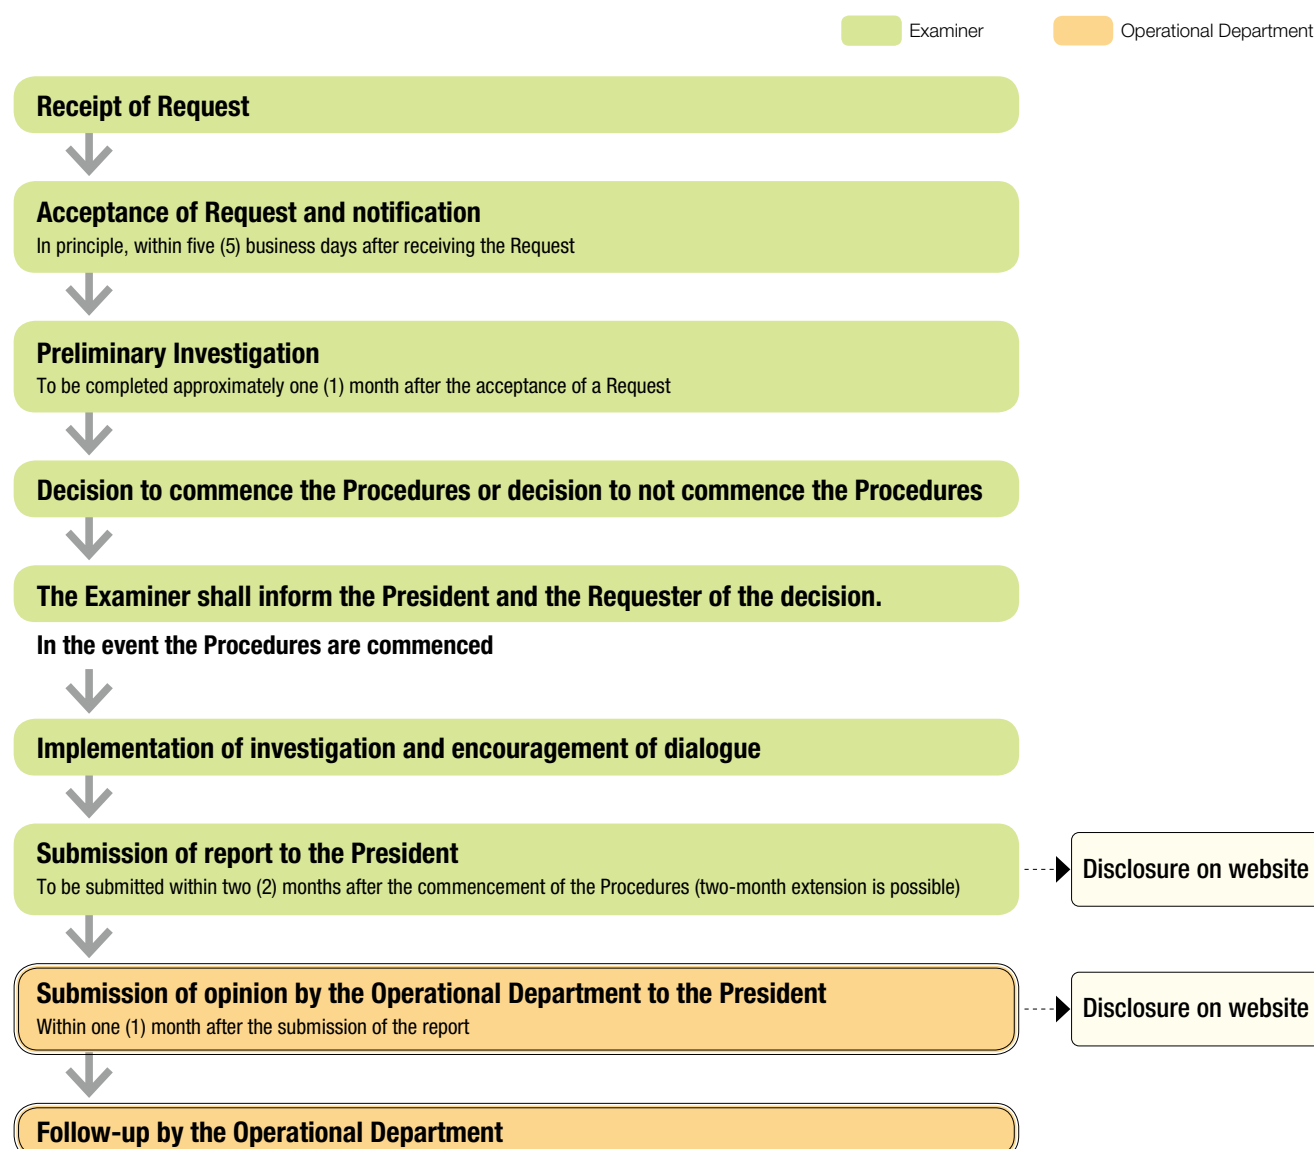 Examiner
Operational Department
Receipt of Request
Acceptance of Request and notification
In principle, within five (5) business days after receiving the Request
Preliminary Investigation
To be completed approximately one (1) month after the acceptance of a Request
Decision to commence the Procedures or decision to not commence the Procedures
The Examiner shall inform the President and the Requester of the decision.
In the event the Procedures are commenced
Implementation of investigation and encouragement of dialogue
Submission of report to the President
To be submitted within two (2) months after the commencement of the Procedures (two-month extension is possible)
Disclosure on website
Submission of opinion by the Operational Department to the President
Within one (1) month after the submission of the report
Disclosure on website
Follow-up by the Operational Department